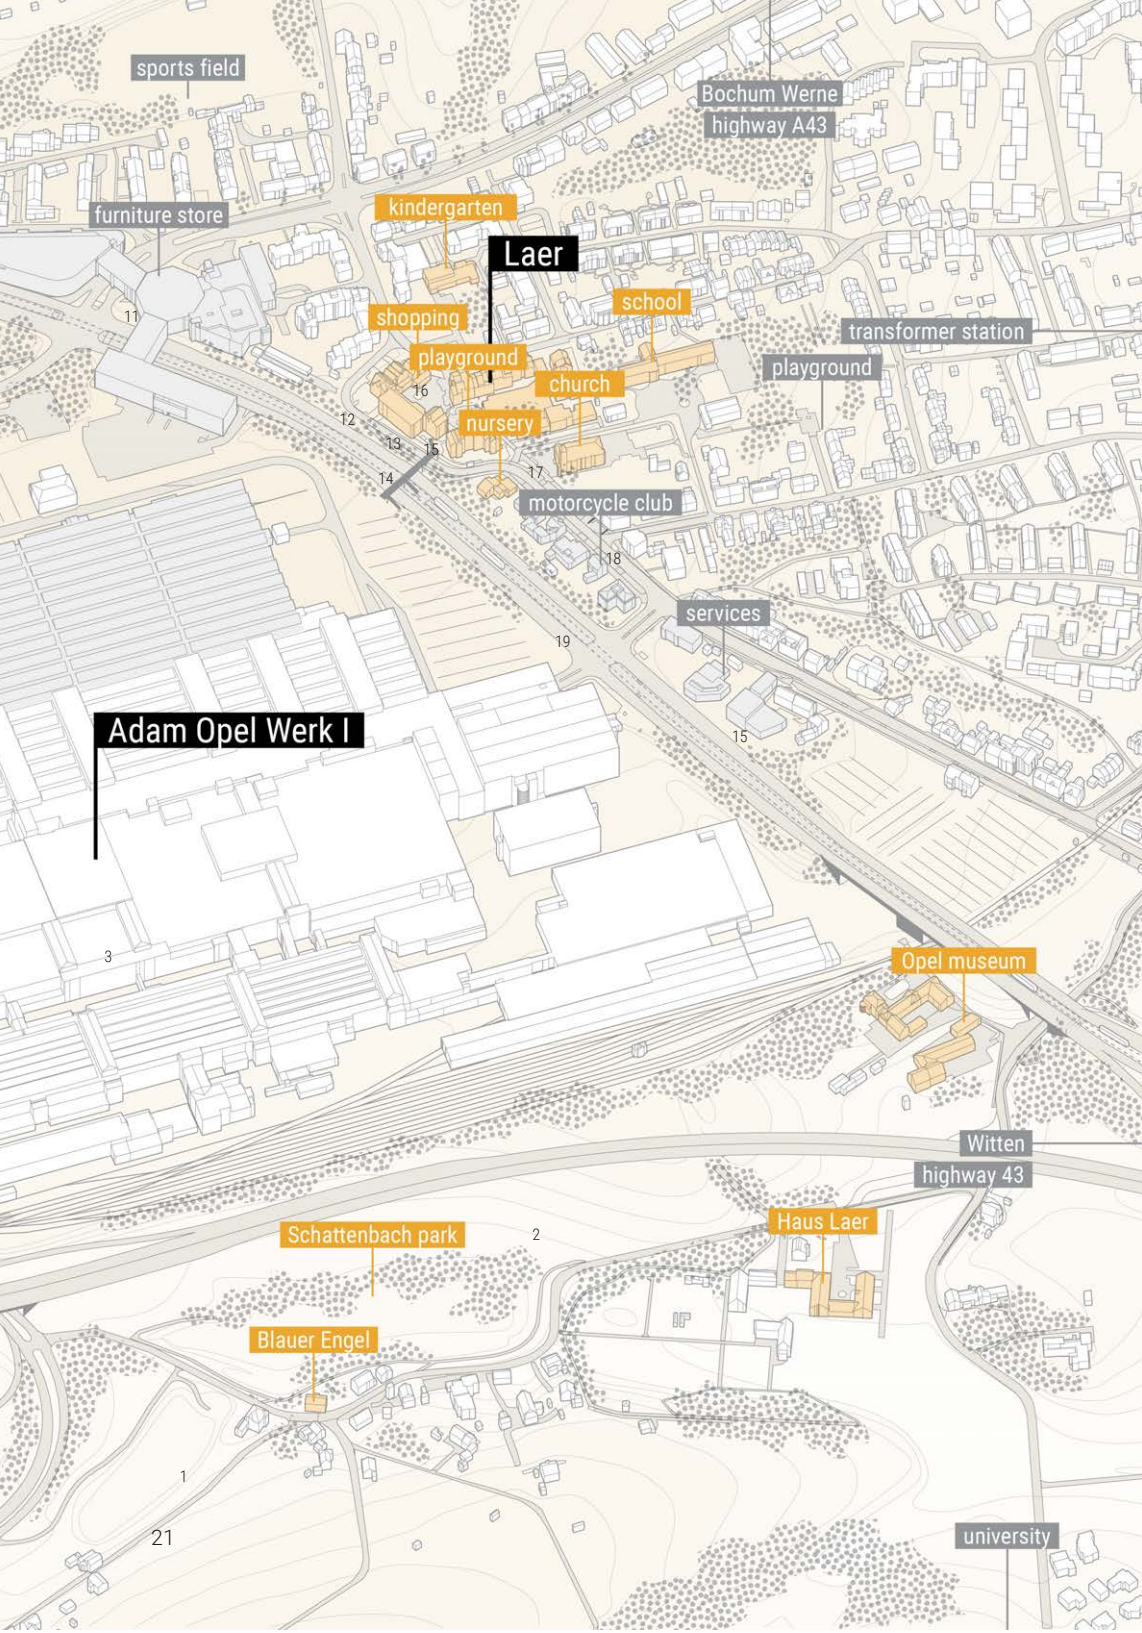 sports field
Bochum Werne
highway A43
kindergarten
furniture store
Laer
school
11
shopping
transformer station
playground
playground
16
church
12
nursery
13
15
14
17
motorcycle club
18
services
19
Adam Opel Werk I
15
3
Opel museum
Witten
highway 43
Haus Laer
Schattenbach park
2
Blauer Engel
1
21
university